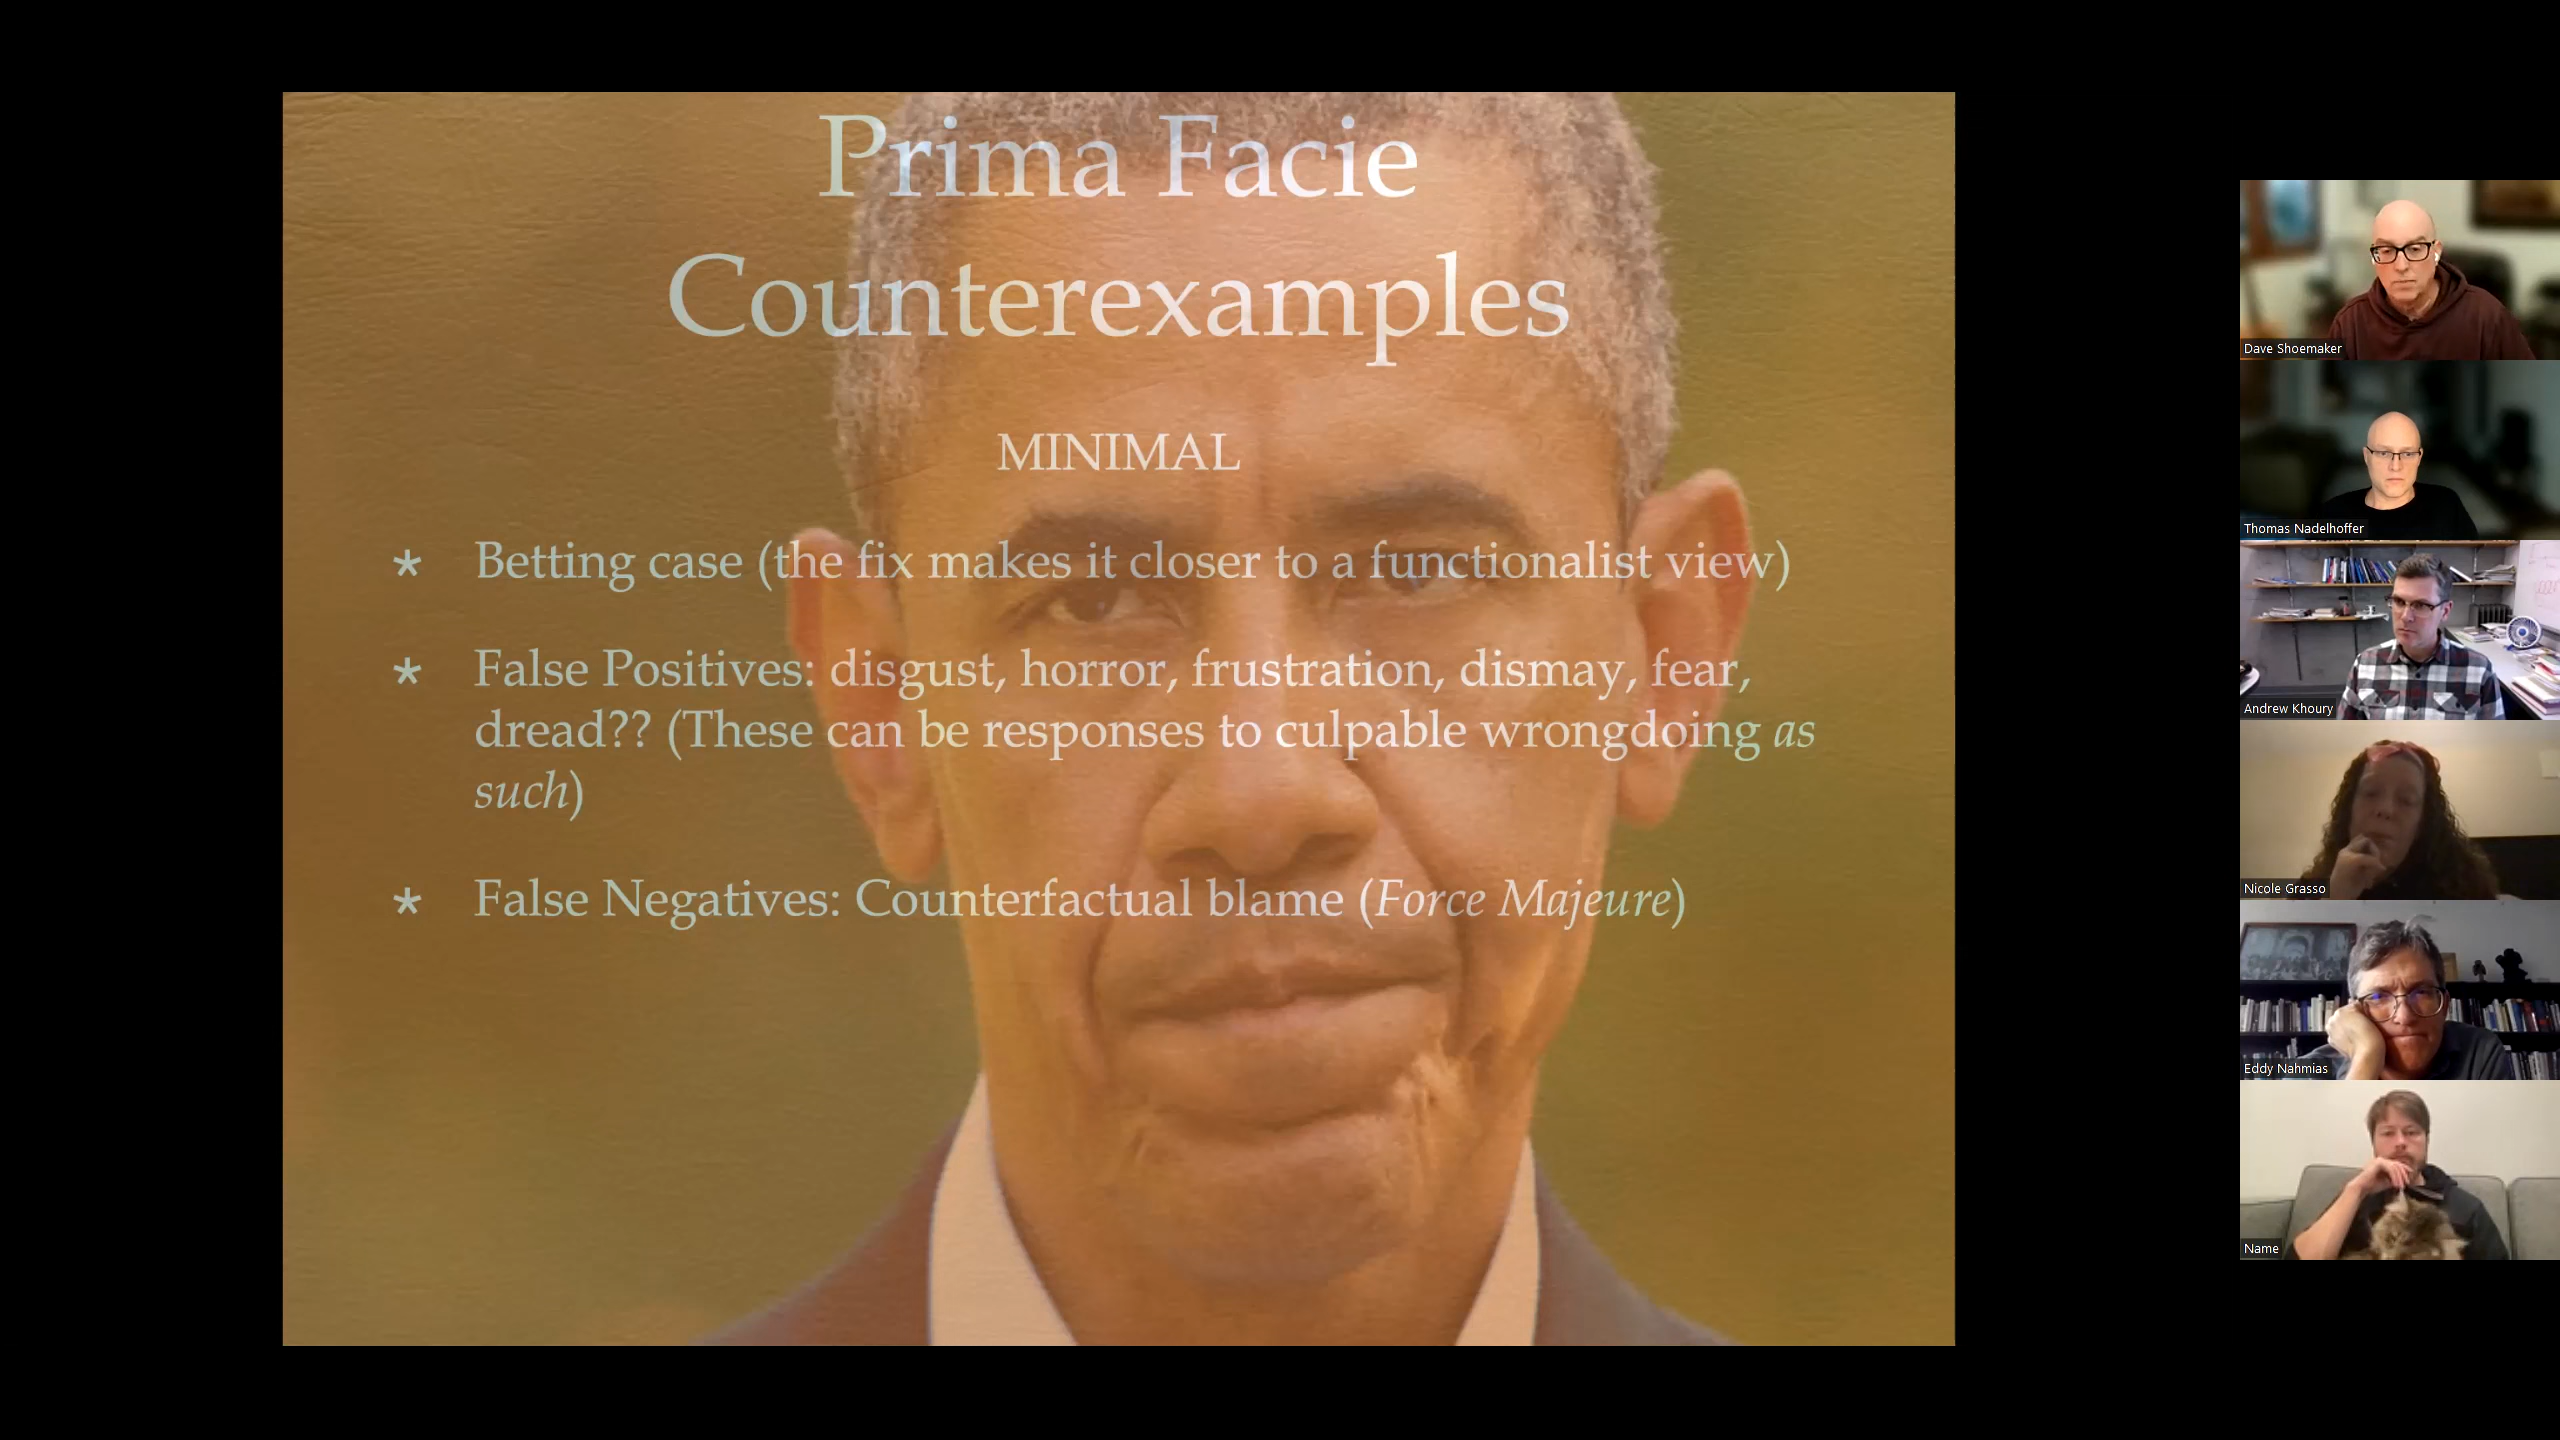 Prima Facie
Counterexamples
MINIMAL
* Betting case (the fix makes it closer to a functionalist view)
* False Positives: disgust, horror, frustration, dismay, fear,
dread?? (These can be responses to culpable wrongdoing as
such)
* False Negatives: Counterfactual blame (Force Majeure)
Dave Shoemaker
Thomas Nadelhoffer
Andrew Khoury
Nicole Grasso
Eddy Nahmias
Name